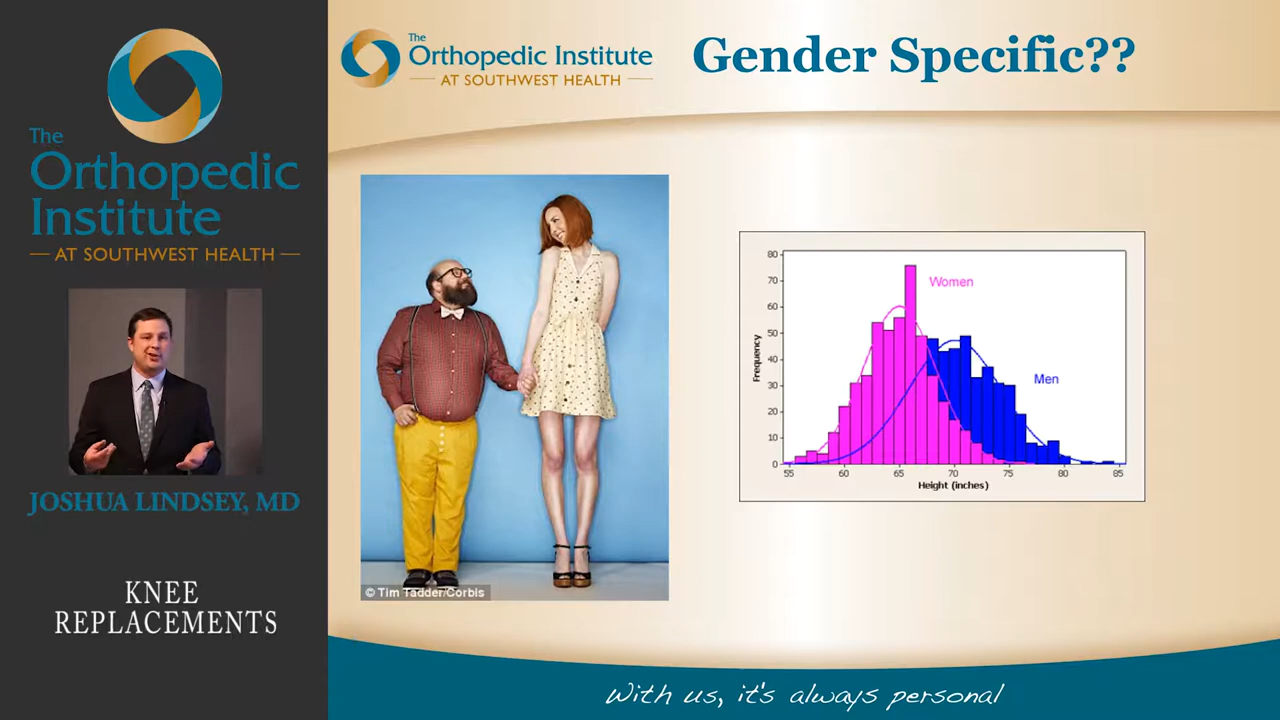 The
Orthopedic
Institute
AT SOUTHWEST HEALTH
JOSHUA LINDSEY, MD
KNEE
REPLACEMENTS
The
Orthopedic Institute
AT SOUTHWEST HEALTH
Gender Specific??
© Tim Tadder/Corbis
80
70
60
50
40
30
20
10
0
Frequency
Women
Men
55 60 65 70 75 80 85
Height (inches)
With us, it's always personal